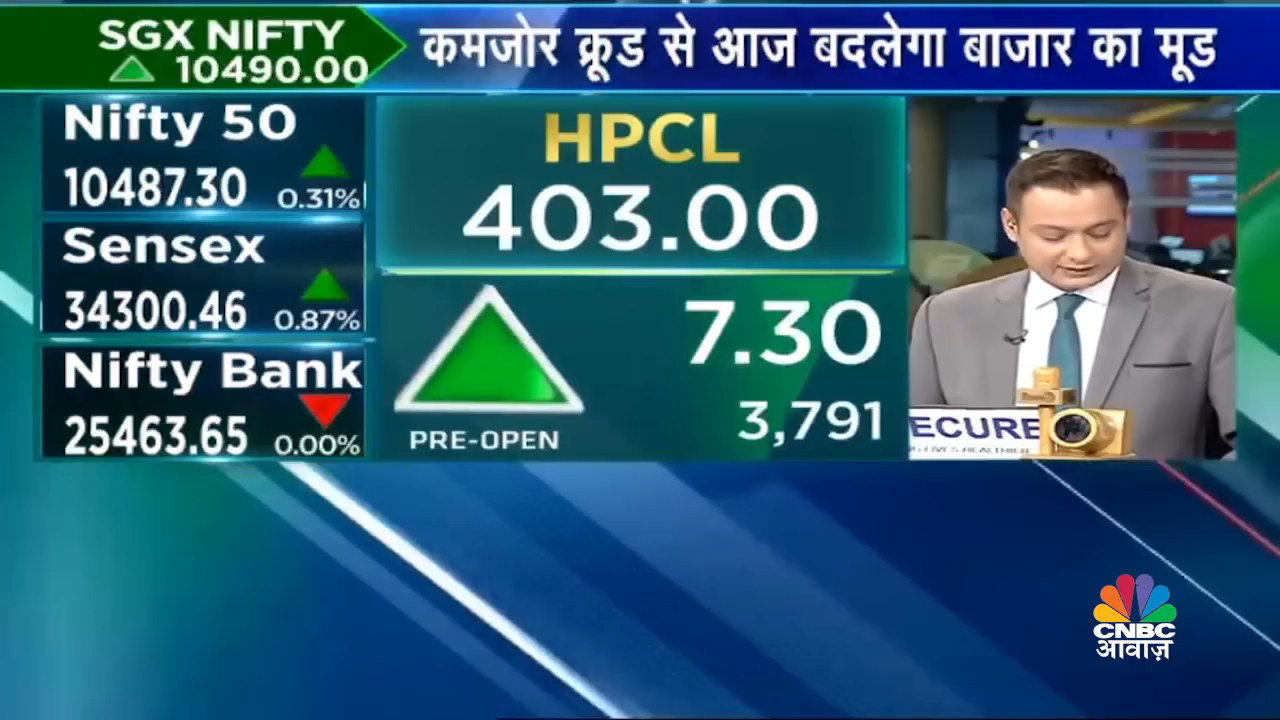 SGX NIFTY
10490.00
कमजोर क्रूड से आज बदलेगा बाजार का मूड
Nifty 50
10487.30 0.31%
Sensex
34300.46 0.87%
Nifty Bank
25463.65 0.00%
HPCL
403.00
7.30
PRE-OPEN 3,791
ECURE
CNBC
आवाज़